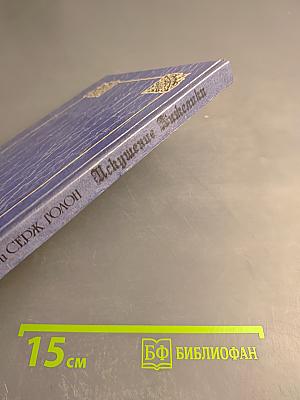 и СЕРЖ ГОЛОН Искушение Анжелики
15 см
БФ БИБЛИОФАН